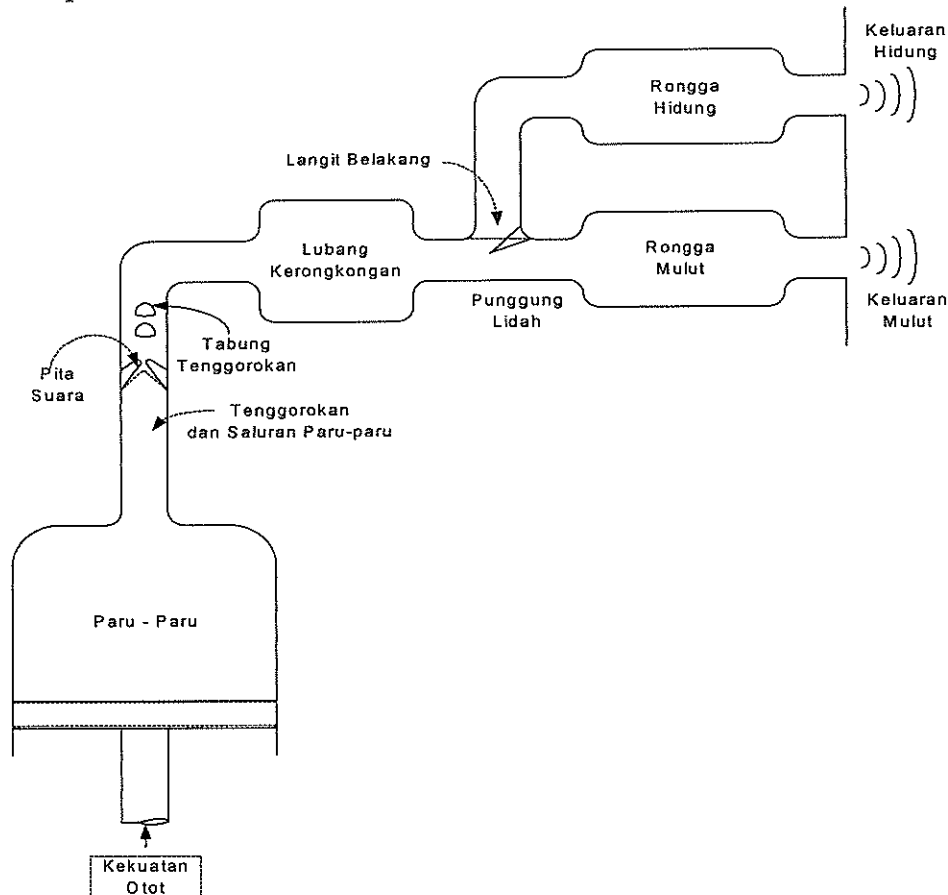 Keluaran
Hidung
Rongga
Hidung
Langit Belakang
Lubang
Kerongkongan
Rongga
Mulut
Punggung
Lidah
Keluaran
Mulut
Tabung
Tenggorokan
Pita
Suara
Tenggorokan
dan Saluran Paru-paru
Paru - Paru
Kekuatan
Otot